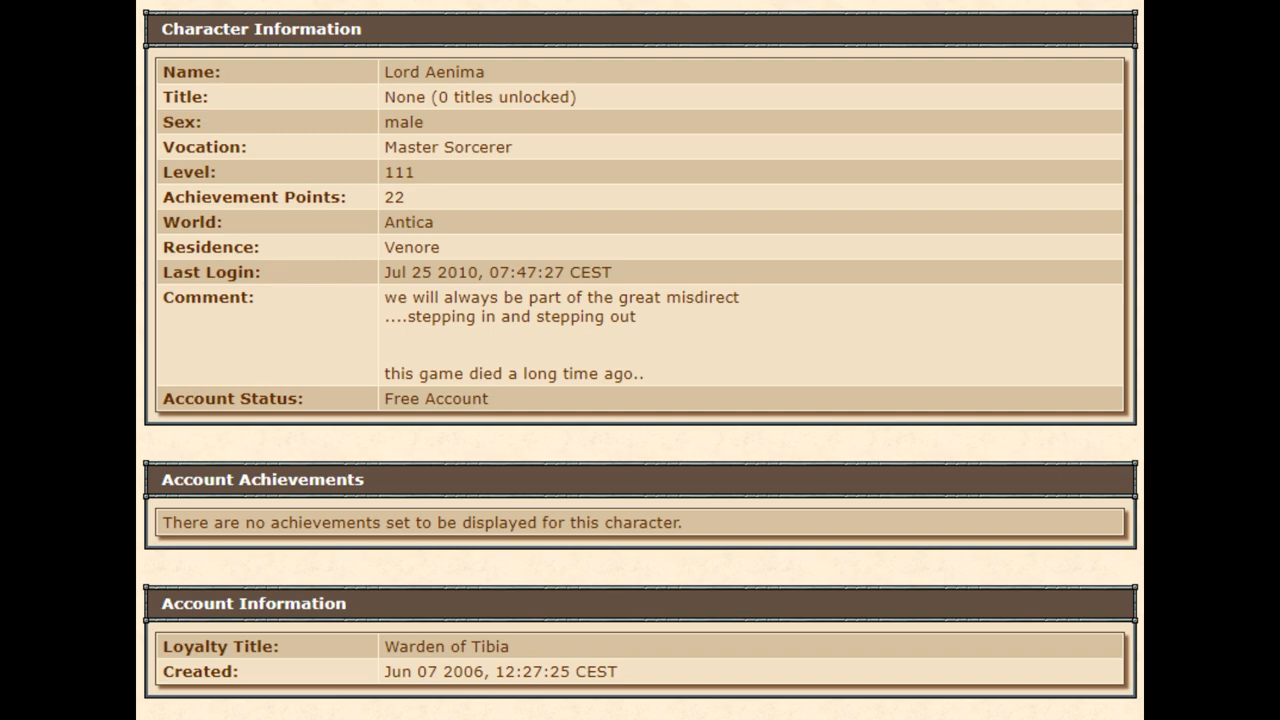 Character Information
Name: Lord Aenima
Title: None (0 titles unlocked)
Sex: male
Vocation: Master Sorcerer
Level: 111
Achievement Points: 22
World: Antica
Residence: Venore
Last Login: Jul 25 2010, 07:47:27 CEST
Comment: we will always be part of the great misdirect
....stepping in and stepping out
this game died a long time ago..
Account Status: Free Account
Account Achievements
There are no achievements set to be displayed for this character.
Account Information
Loyalty Title: Warden of Tibia
Created: Jun 07 2006, 12:27:25 CEST